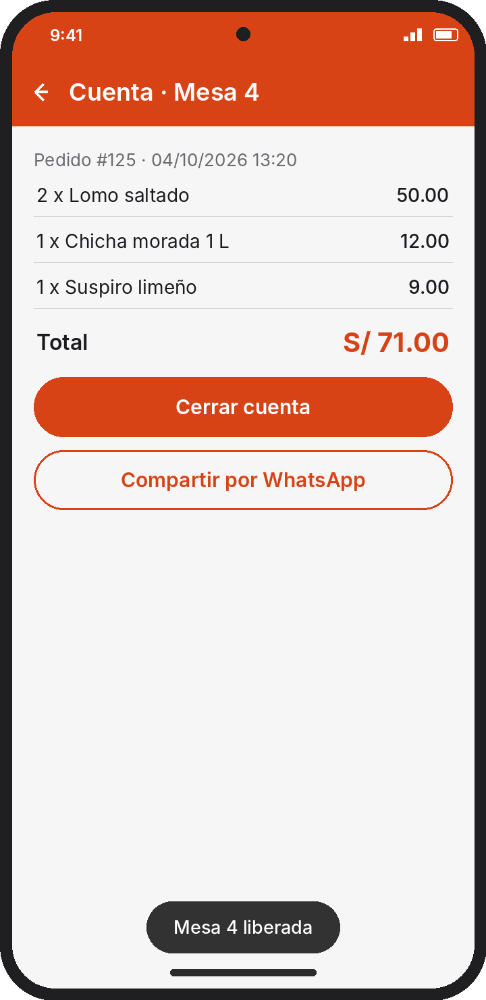 9:41
Cuenta · Mesa 4
Pedido #125 · 04/10/2026 13:20
2 x Lomo saltado 50.00
1 x Chicha morada 1 L 12.00
1 x Suspiro limeño 9.00
Total S/ 71.00
Cerrar cuenta
Compartir por WhatsApp
Mesa 4 liberada